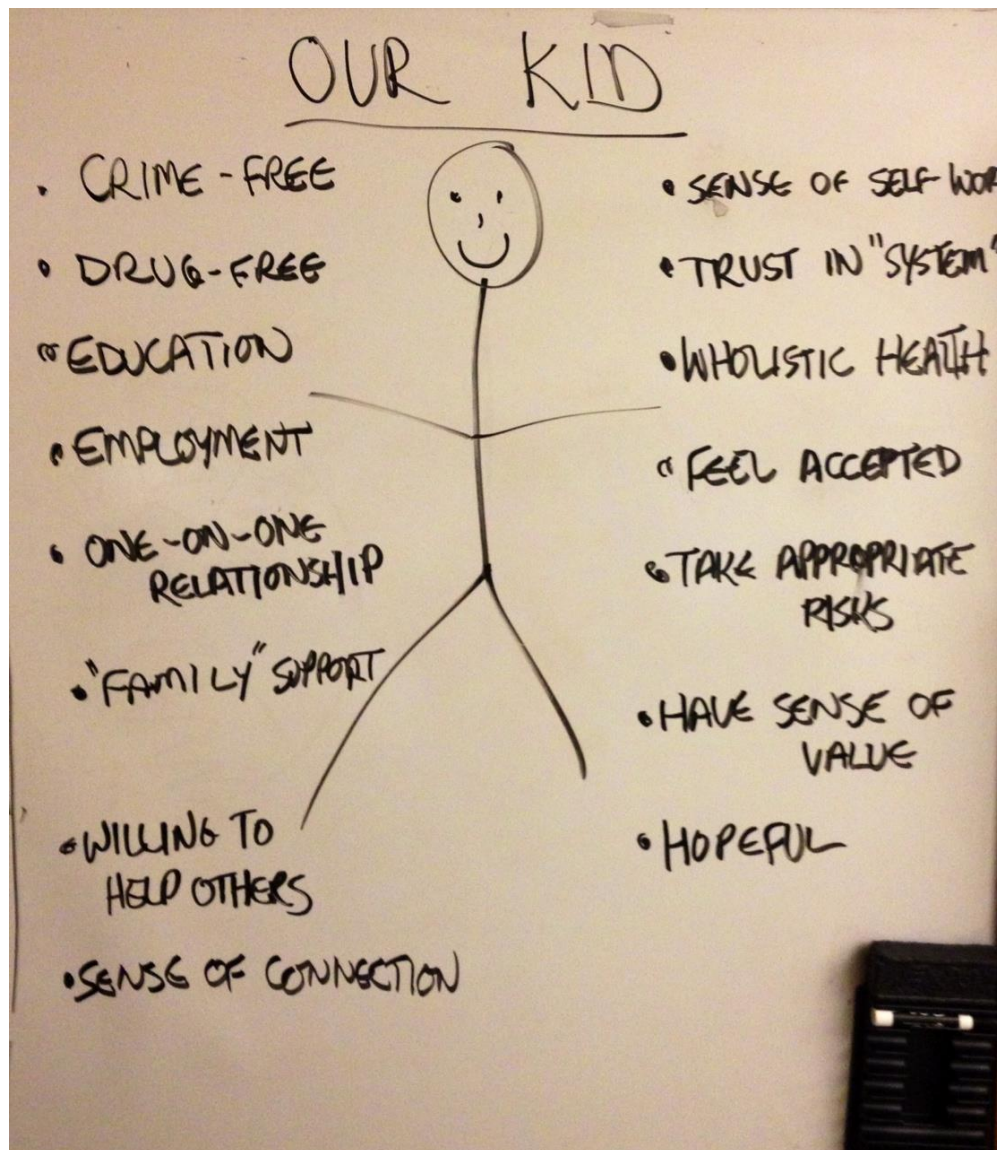 OUR KID
• CRIME-FREE
• DRUG-FREE
• EDUCATION
• EMPLOYMENT
• ONE-ON-ONE
RELATIONSHIP
• "FAMILY" SUPPORT
• WILLING TO
HELP OTHERS
• SENSE OF CONNECTION
• SENSE OF SELF-WOR
• TRUST IN "SYSTEM"
• WHOLISTIC HEALTH
• FEEL ACCEPTED
• TAKE APPROPRIATE
RISKS
• HAVE SENSE OF
VALUE
• HOPEFUL